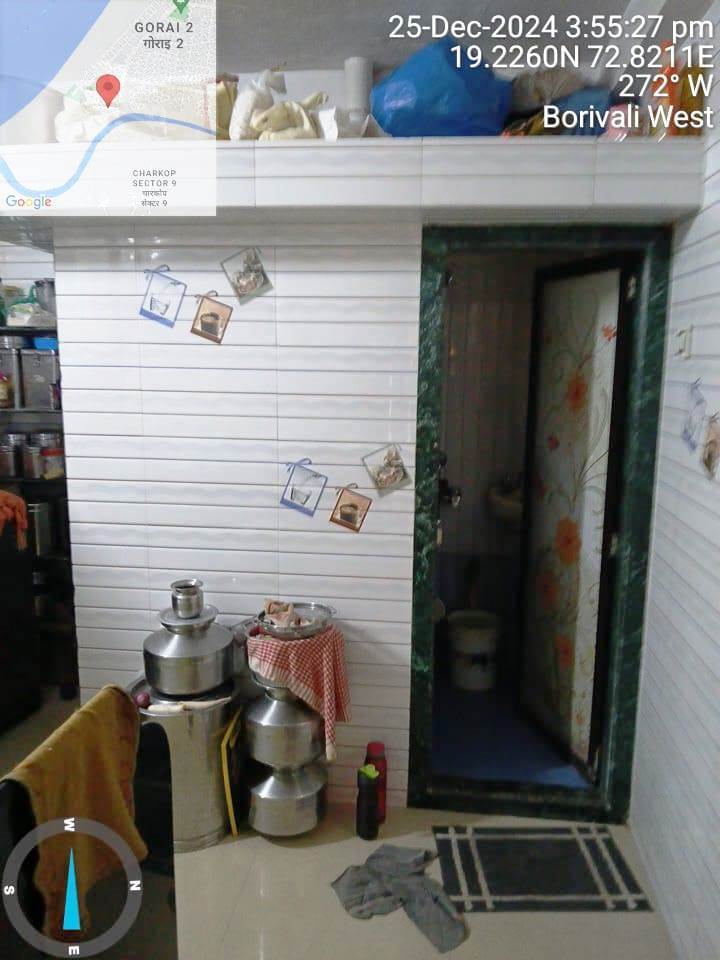 GORAI 2
गोराइ 2
CHARKOP
SECTOR 9
चारकोप
सेक्टर 9
Google
25-Dec-2024 3:55:27 pm
19.2260N 72.8211E
272° W
Borivali West
W
N
S
E